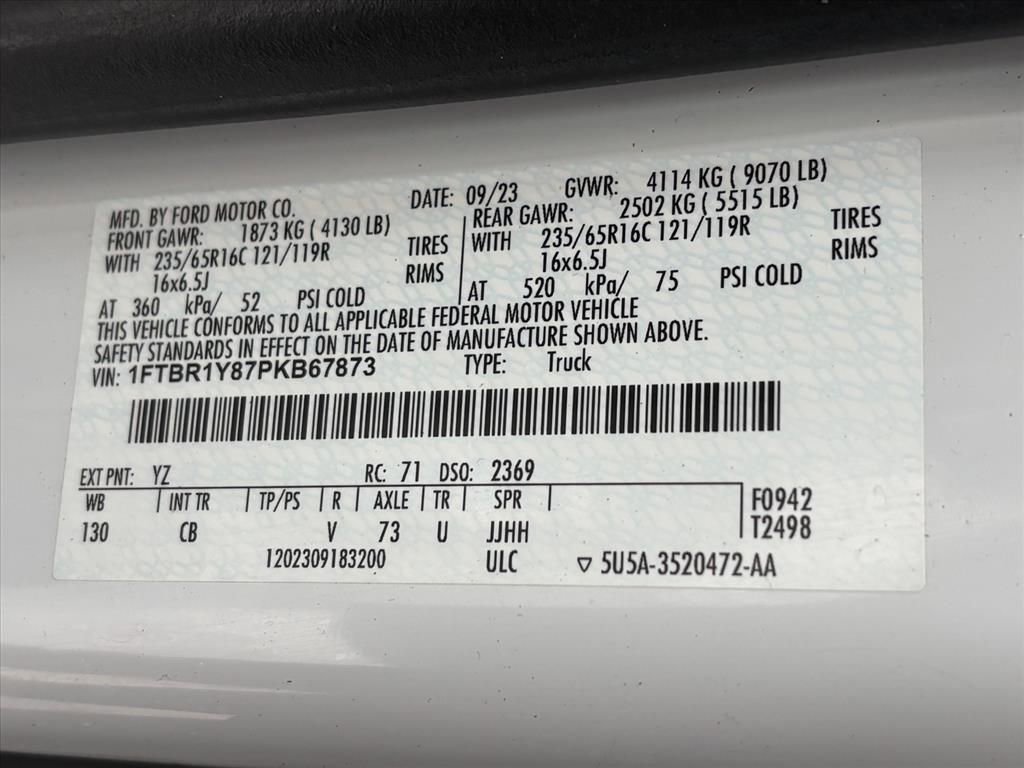 MFD. BY FORD MOTOR CO. DATE: 09/23 GVWR: 4114 KG ( 9070 LB)
FRONT GAWR: 1873 KG ( 4130 LB) REAR GAWR: 2502 KG ( 5515 LB)
WITH 235/65R16C 121/119R TIRES WITH 235/65R16C 121/119R TIRES
16x6.5J RIMS 16x6.5J RIMS
AT 360 kPa/ 52 PSI COLD AT 520 kPa/ 75 PSI COLD
THIS VEHICLE CONFORMS TO ALL APPLICABLE FEDERAL MOTOR VEHICLE
SAFETY STANDARDS IN EFFECT ON THE DATE OF MANUFACTURE SHOWN ABOVE.
VIN: 1FTBR1Y87PKB67873 TYPE: Truck
EXT PNT: YZ RC: 71 DSO: 2369
WB INT TR TP/PS R AXLE TR SPR F0942
130 CB V 73 U JJHH T2498
1202309183200 ULC ▽ 5U5A-3520472-AA